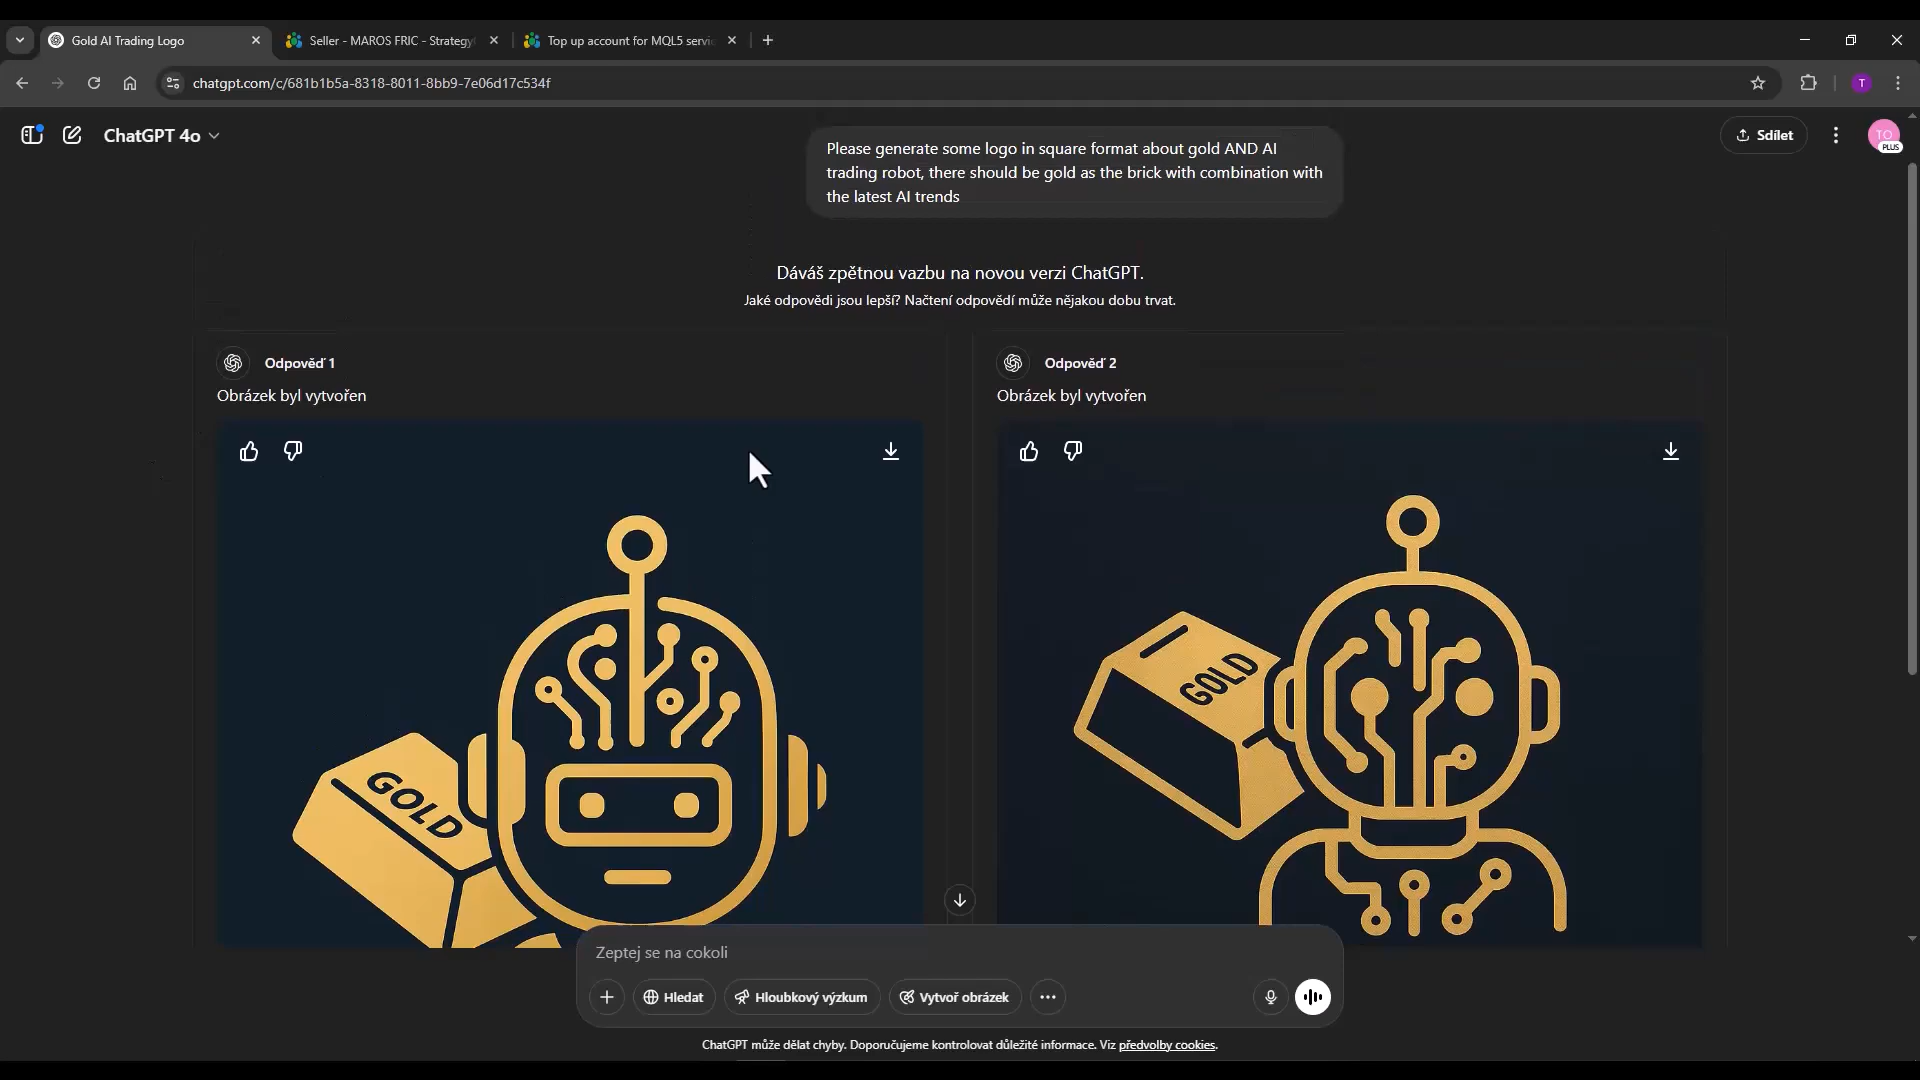 Gold AI Trading Logo
Seller - MAROS FRIC - Strategy
Top up account for MQL5 servi
chatgpt.com/c/681b1b5a-8318-8011-8bb9-7e06d17c534f
T
ChatGPT 4o
Sdílet
TO
PLUS
Please generate some logo in square format about gold AND AI
trading robot, there should be gold as the brick with combination with
the latest AI trends
Dáváš zpětnou vazbu na novou verzi ChatGPT.
Jaké odpovědi jsou lepší? Načtení odpovědí může nějakou dobu trvat.
Odpověď 1
Obrázek byl vytvořen
GOLD
Odpověď 2
Obrázek byl vytvořen
GOLD
Zeptej se na cokoli
Hledat
Hloubkový výzkum
Vytvoř obrázek
ChatGPT může dělat chyby. Doporučujeme kontrolovat důležité informace. Viz předvolby cookies.